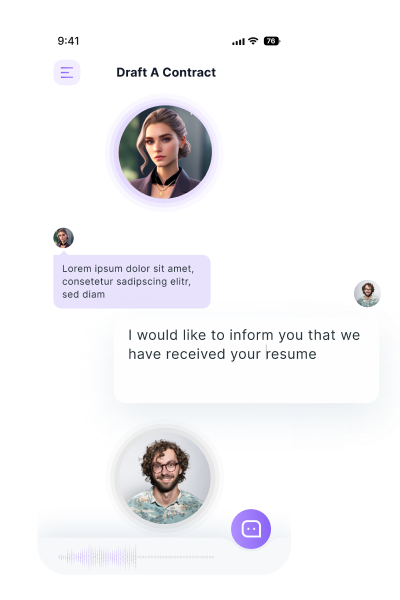 9:41
76
Draft A Contract
Lorem ipsum dolor sit amet,
consetetur sadipscing elitr,
sed diam
I would like to inform you that we
have received your resume